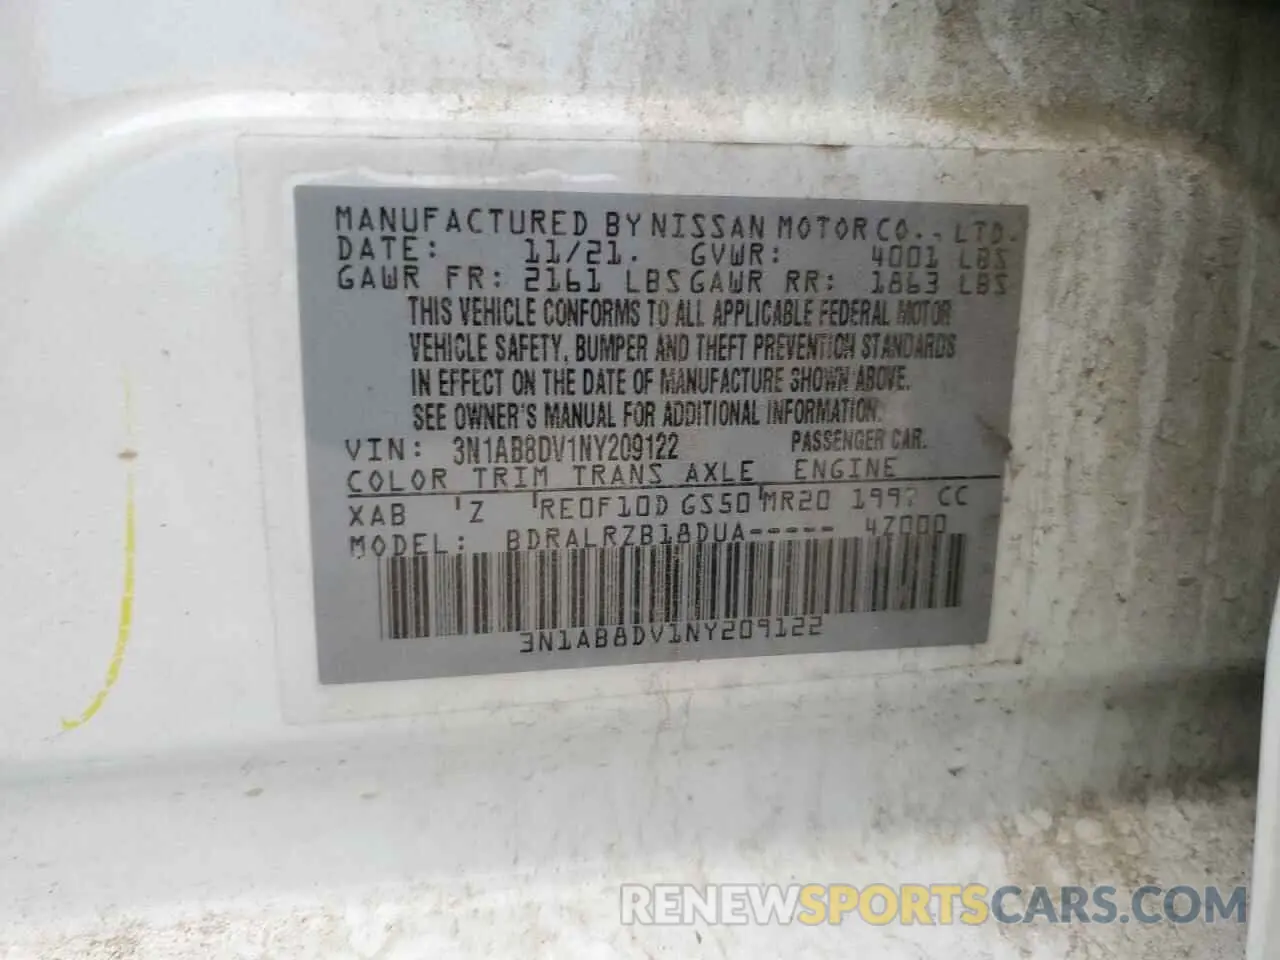 MANUFACTURED BY NISSAN MOTOR CO., LTD.
DATE: 11/21. GVWR: 4001 LBS
GAWR FR: 2161 LBS GAWR RR: 1863 LBS
THIS VEHICLE CONFORMS TO ALL APPLICABLE FEDERAL MOTOR
VEHICLE SAFETY, BUMPER AND THEFT PREVENTION STANDARDS
IN EFFECT ON THE DATE OF MANUFACTURE SHOWN ABOVE.
SEE OWNER'S MANUAL FOR ADDITIONAL INFORMATION.
VIN: 3N1AB8DV1NY209122 PASSENGER CAR.
COLOR TRIM TRANS AXLE ENGINE
XAB 'Z 'RE0F10D GS50'MR20 1997 CC
MODEL: BDRALRZB18DUA----- 4Z000
3N1AB8DV1NY209122
RENEWSPORTSCARS.COM